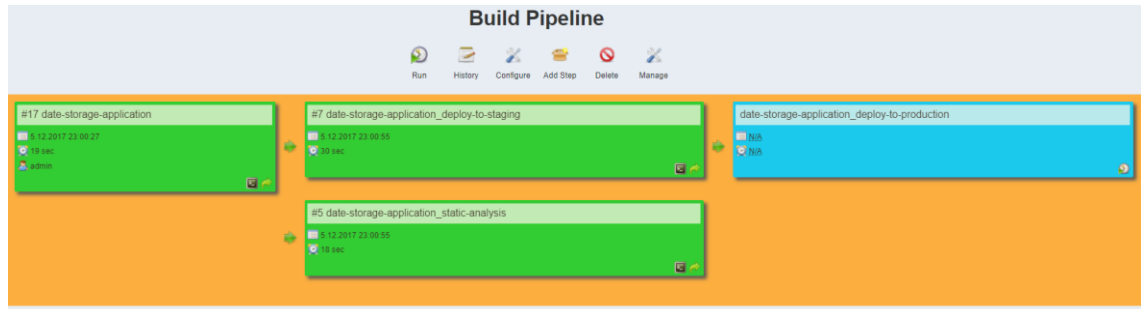 Build Pipeline
Run History Configure Add Step Delete Manage
#17 date-storage-application
5.12.2017 23:00:27
19 sec
admin
#7 date-storage-application_deploy-to-staging
5.12.2017 23:00:55
30 sec
date-storage-application_deploy-to-production
N/A
N/A
#5 date-storage-application_static-analysis
5.12.2017 23:00:55
18 sec